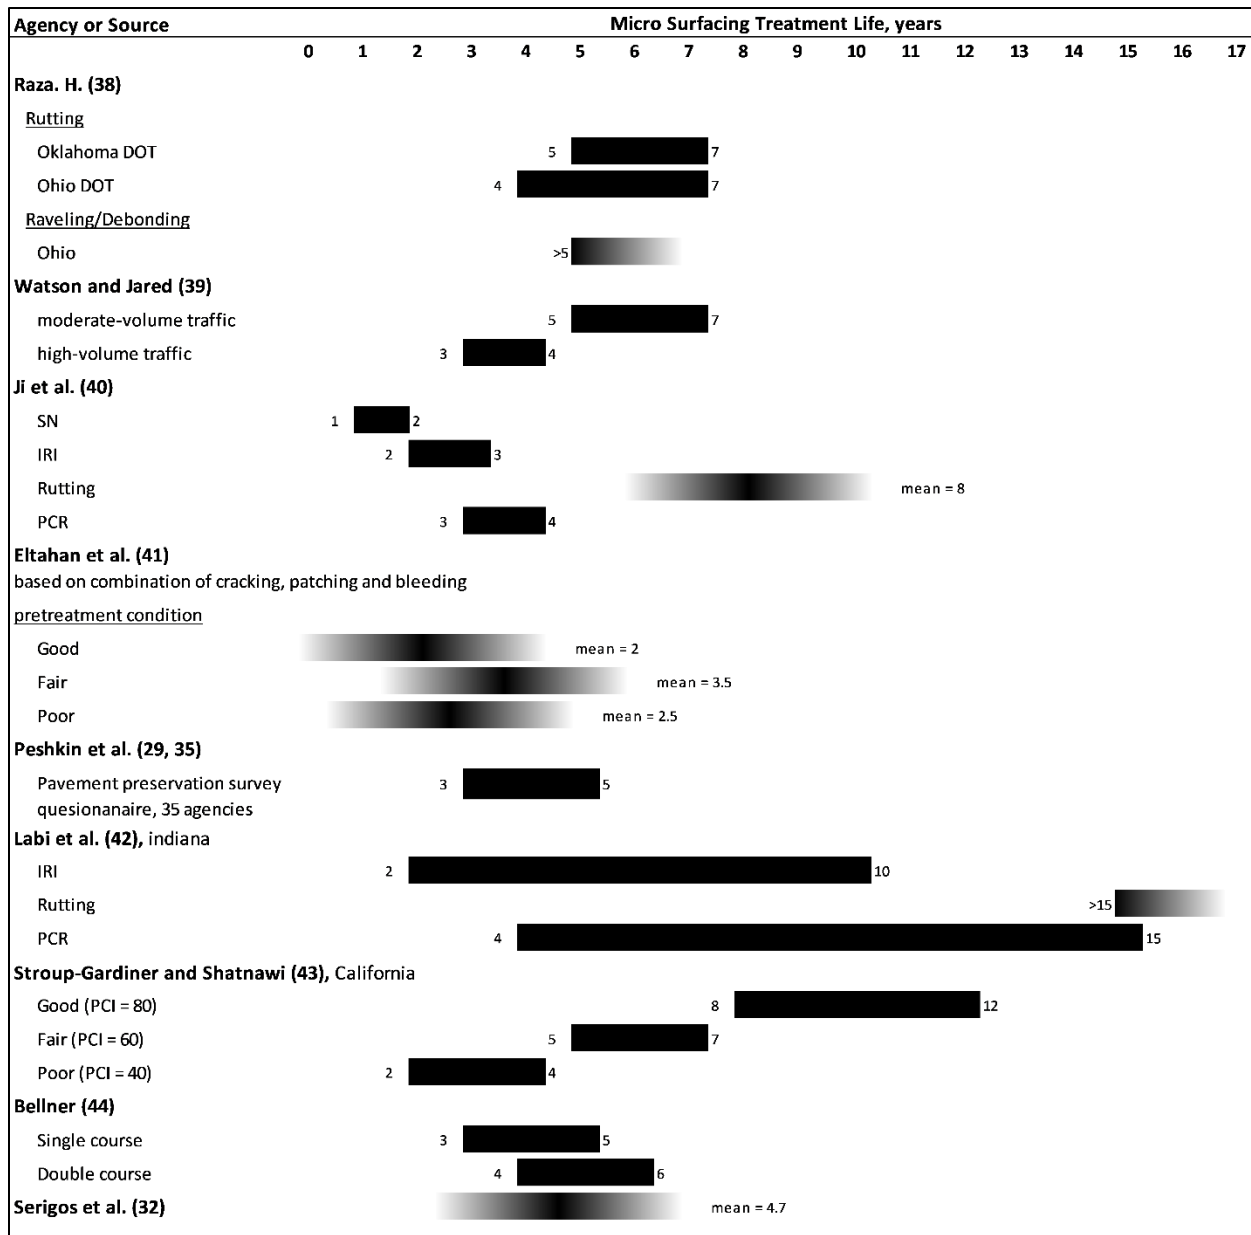 Agency or Source Micro Surfacing Treatment Life, years
0 1 2 3 4 5 6 7 8 9 10 11 12 13 14 15 16 17
Raza. H. (38)
Rutting
Oklahoma DOT 5 7
Ohio DOT 4 7
Raveling/Debonding
Ohio >5
Watson and Jared (39)
moderate-volume traffic 5 7
high-volume traffic 3 4
Ji et al. (40)
SN 1 2
IRI 2 3
Rutting mean = 8
PCR 3 4
Eltahan et al. (41)
based on combination of cracking, patching and bleeding
pretreatment condition
Good mean = 2
Fair mean = 3.5
Poor mean = 2.5
Peshkin et al. (29, 35)
Pavement preservation survey 3 5
quesionanaire, 35 agencies
Labi et al. (42), indiana
IRI 2 10
Rutting >15
PCR 4 15
Stroup-Gardiner and Shatnawi (43), California
Good (PCI = 80) 8 12
Fair (PCI = 60) 5 7
Poor (PCI = 40) 2 4
Bellner (44)
Single course 3 5
Double course 4 6
Serigos et al. (32) mean = 4.7